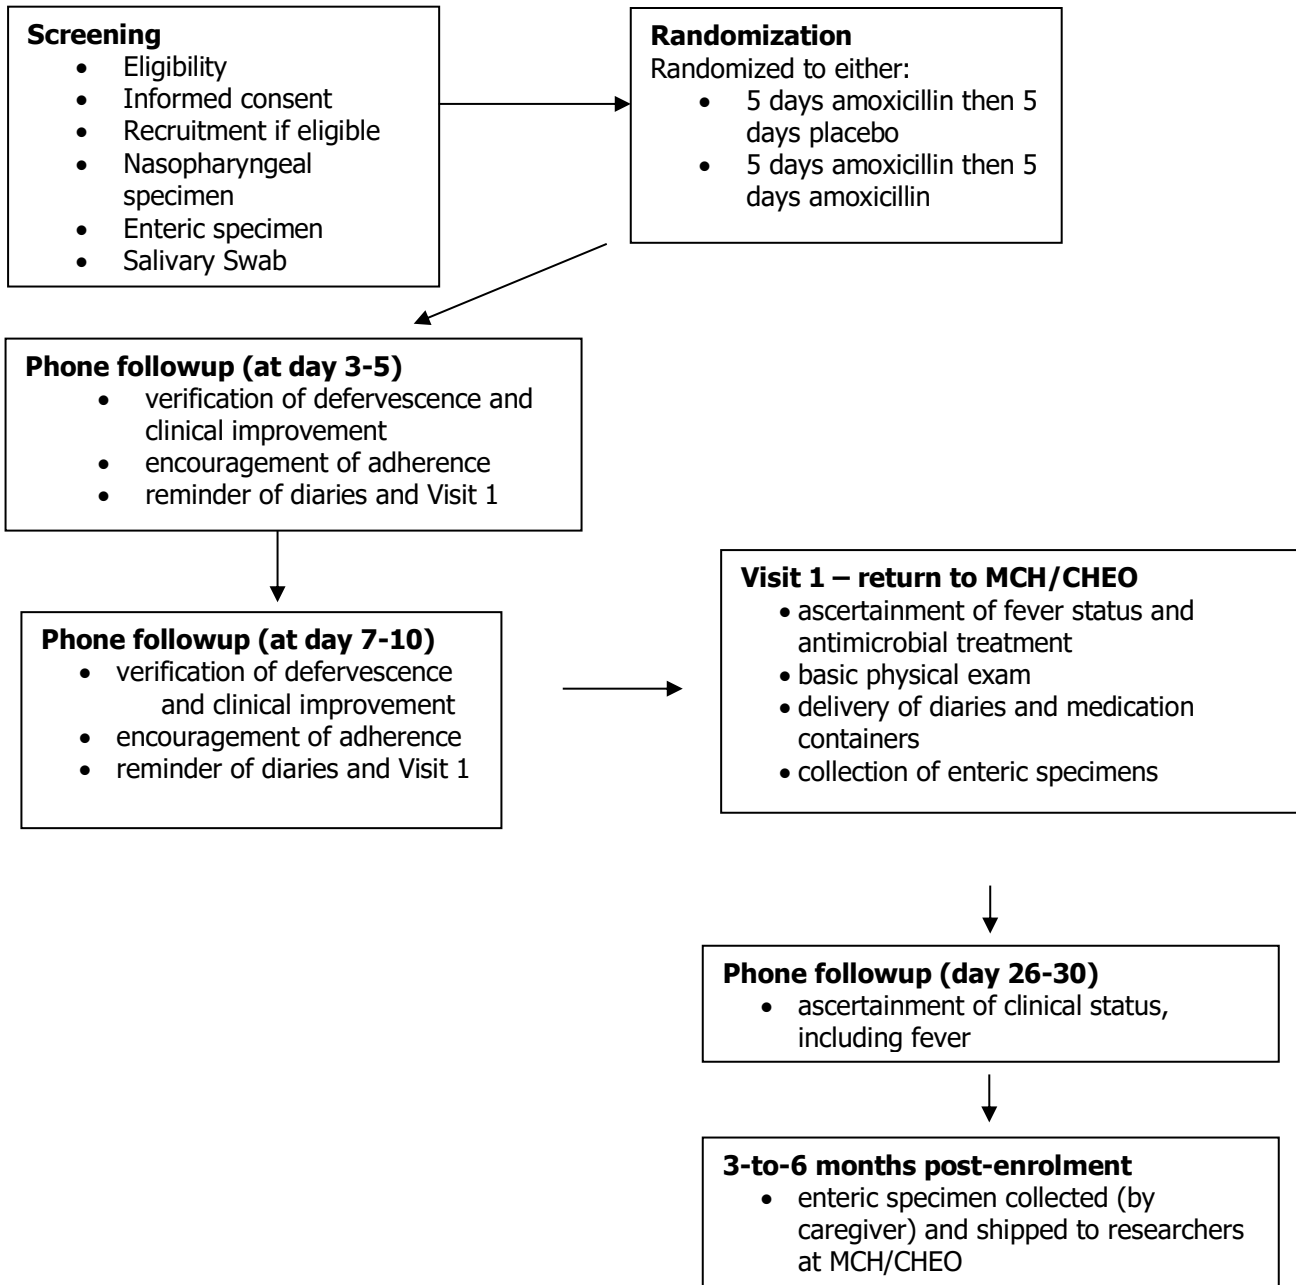 Screening
• Eligibility
• Informed consent
• Recruitment if eligible
• Nasopharyngeal
specimen
• Enteric specimen
• Salivary Swab
Randomization
Randomized to either:
• 5 days amoxicillin then 5
days placebo
• 5 days amoxicillin then 5
days amoxicillin
Phone followup (at day 3-5)
• verification of defervescence and
clinical improvement
• encouragement of adherence
• reminder of diaries and Visit 1
Phone followup (at day 7-10)
• verification of defervescence
and clinical improvement
• encouragement of adherence
• reminder of diaries and Visit 1
Visit 1 – return to MCH/CHEO
• ascertainment of fever status and
antimicrobial treatment
• basic physical exam
• delivery of diaries and medication
containers
• collection of enteric specimens
Phone followup (day 26-30)
• ascertainment of clinical status,
including fever
3-to-6 months post-enrolment
• enteric specimen collected (by
caregiver) and shipped to researchers
at MCH/CHEO